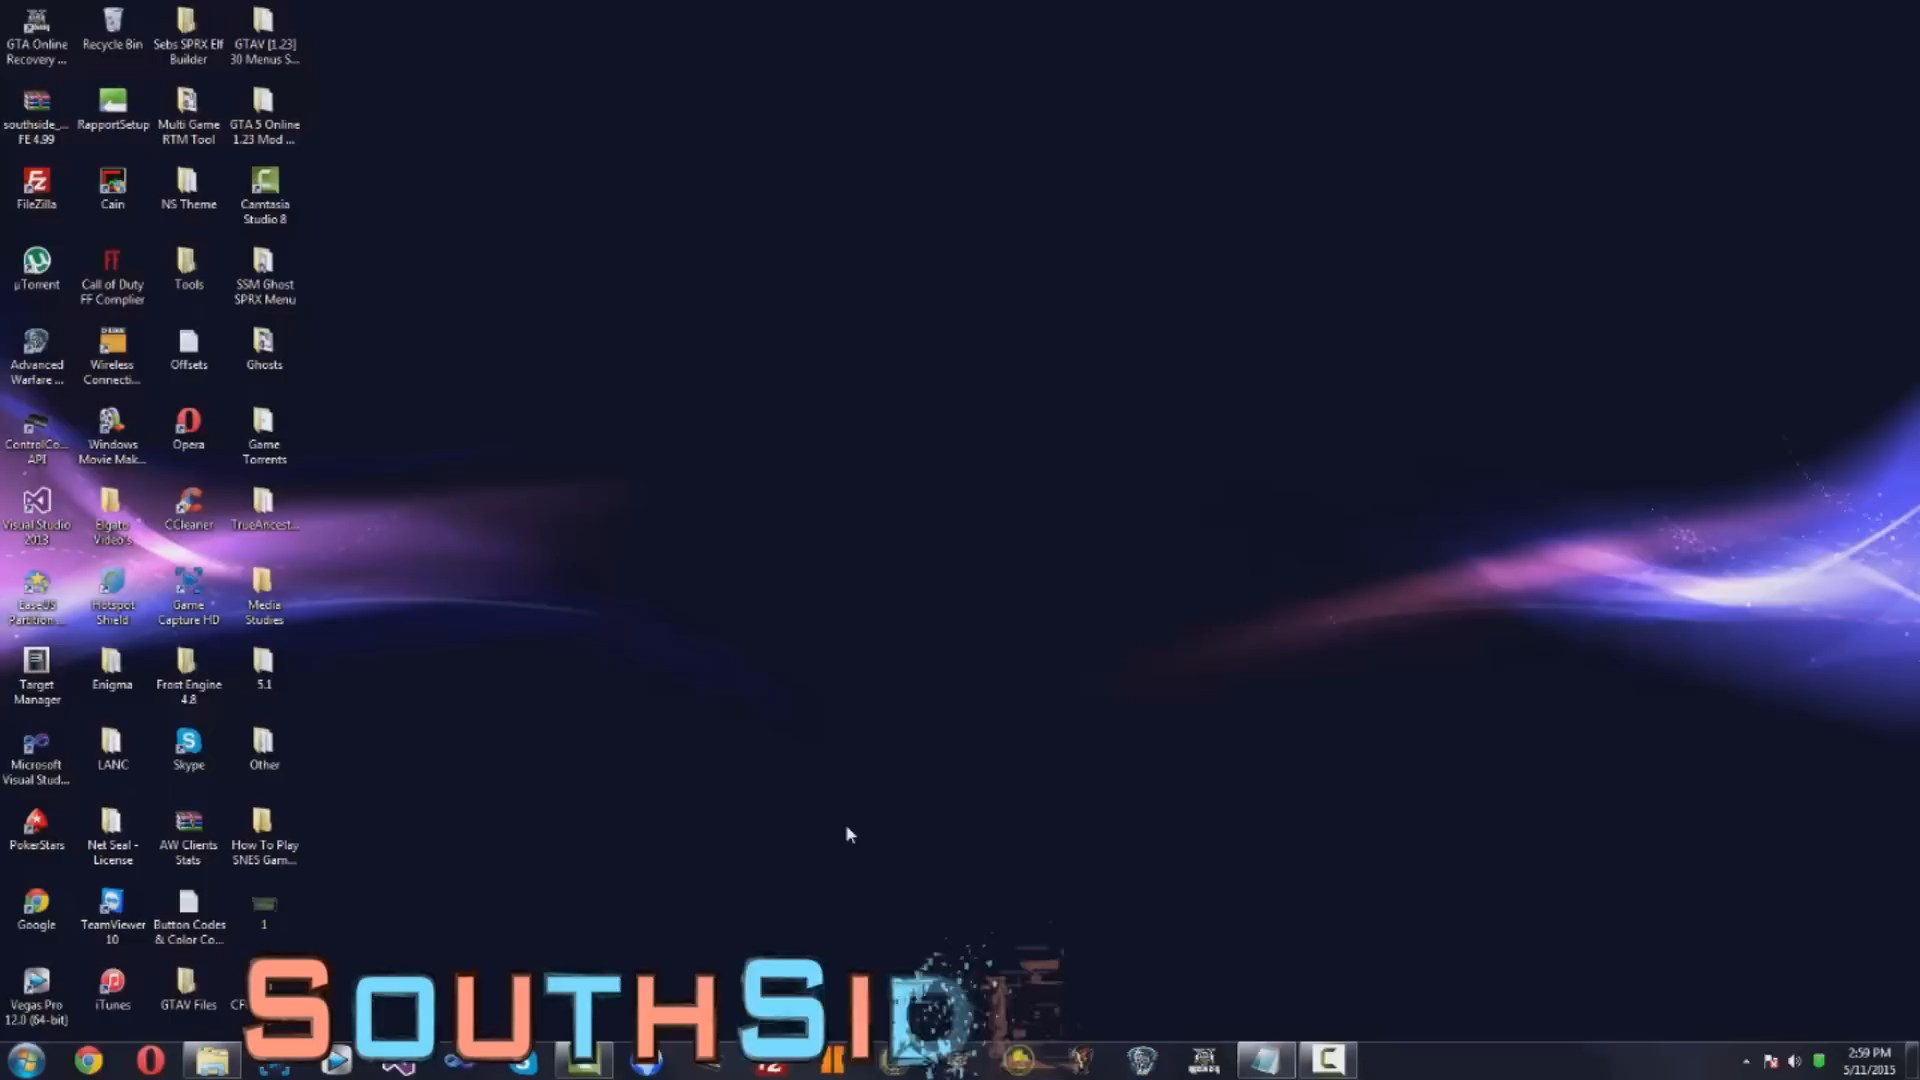 GTA Online
Recovery ...
Recycle Bin
Sebs SPRX Elf
Builder
GTAV [1.23]
30 Menus S...
southside_...
FE 4.99
RapportSetup
Multi Game
RTM Tool
GTA 5 Online
1.23 Mod ...
FileZilla
Cain
NS Theme
Camtasia
Studio 8
µTorrent
Call of Duty
FF Complier
Tools
SSM Ghost
SPRX Menu
Advanced
Warfare ...
Wireless
Connecti...
Offsets
Ghosts
ControlCo...
API
Windows
Movie Mak...
Opera
Game
Torrents
Visual Studio
2013
Elgato
Video's
CCleaner
TrueAncest...
EaseUS
Partition ...
Hotspot
Shield
Game
Capture HD
Media
Studies
Target
Manager
Enigma
Frost Engine
4.8
5.1
Microsoft
Visual Stud...
LANC
Skype
Other
PokerStars
Net Seal -
License
AW Clients
Stats
How To Play
SNES Gam...
Google
TeamViewer
10
Button Codes
& Color Co...
1
Vegas Pro
12.0 (64-bit)
iTunes
GTAV Files
SOUTHSID
2:59 PM
5/11/2015